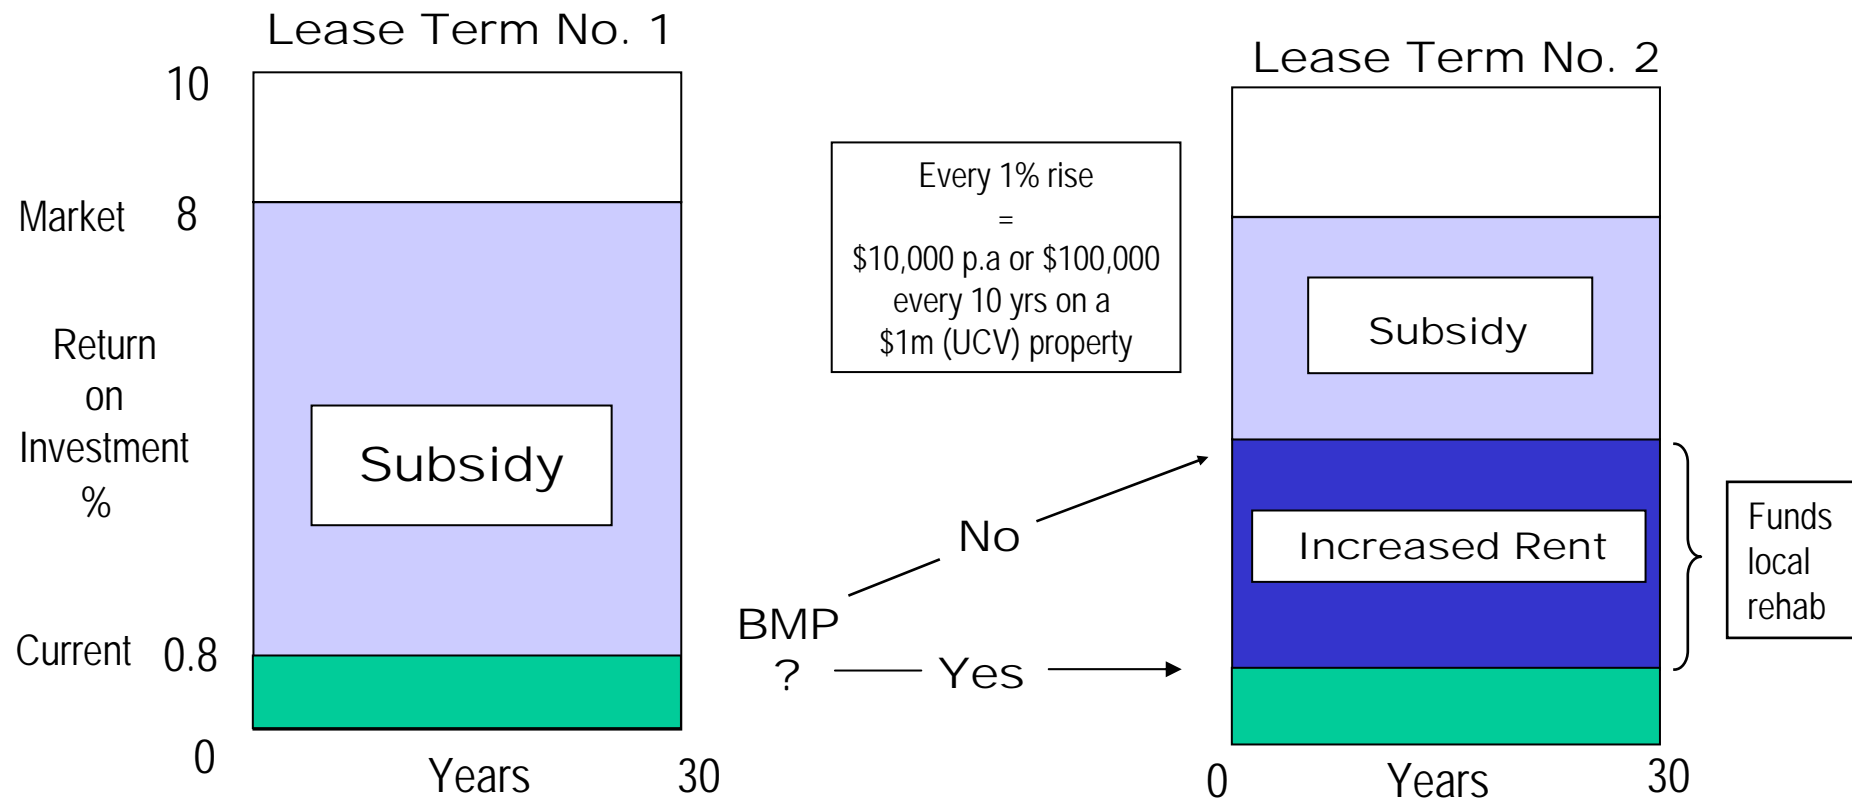 Lease Term No. 1
10
Market 8
Return
on
Investment
%
Subsidy
Current 0.8
0
Years
30
Every 1% rise
=
$10,000 p.a or $100,000
every 10 yrs on a
$1m (UCV) property
BMP
?
No
Yes
Lease Term No. 2
Subsidy
Increased Rent
Funds
local
rehab
0
Years
30